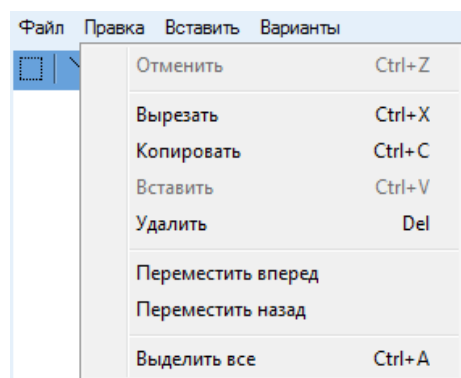 Файл Правка Вставить Варианты
Отменить Ctrl+Z
Вырезать Ctrl+X
Копировать Ctrl+C
Вставить Ctrl+V
Удалить Del
Переместить вперед
Переместить назад
Выделить все Ctrl+A